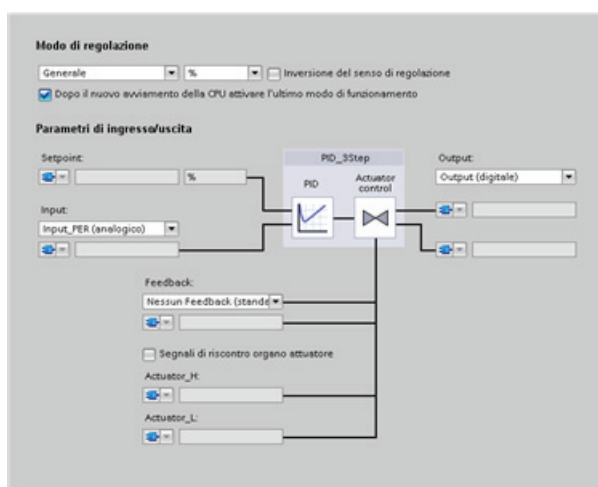 Modo di regolazione
Generale % Inversione del senso di regolazione
Dopo il nuovo avviamento della CPU attivare l'ultimo modo di funzionamento
Parametri di ingresso/uscita
Setpoint:
%
Input:
Input_PER (analogico)
PID_3Step
PID
Actuator
control
Output:
Output (digitale)
Feedback:
Nessun Feedback (stande
Segnali di riscontro organo attuatore
Actuator_H:
Actuator_L: